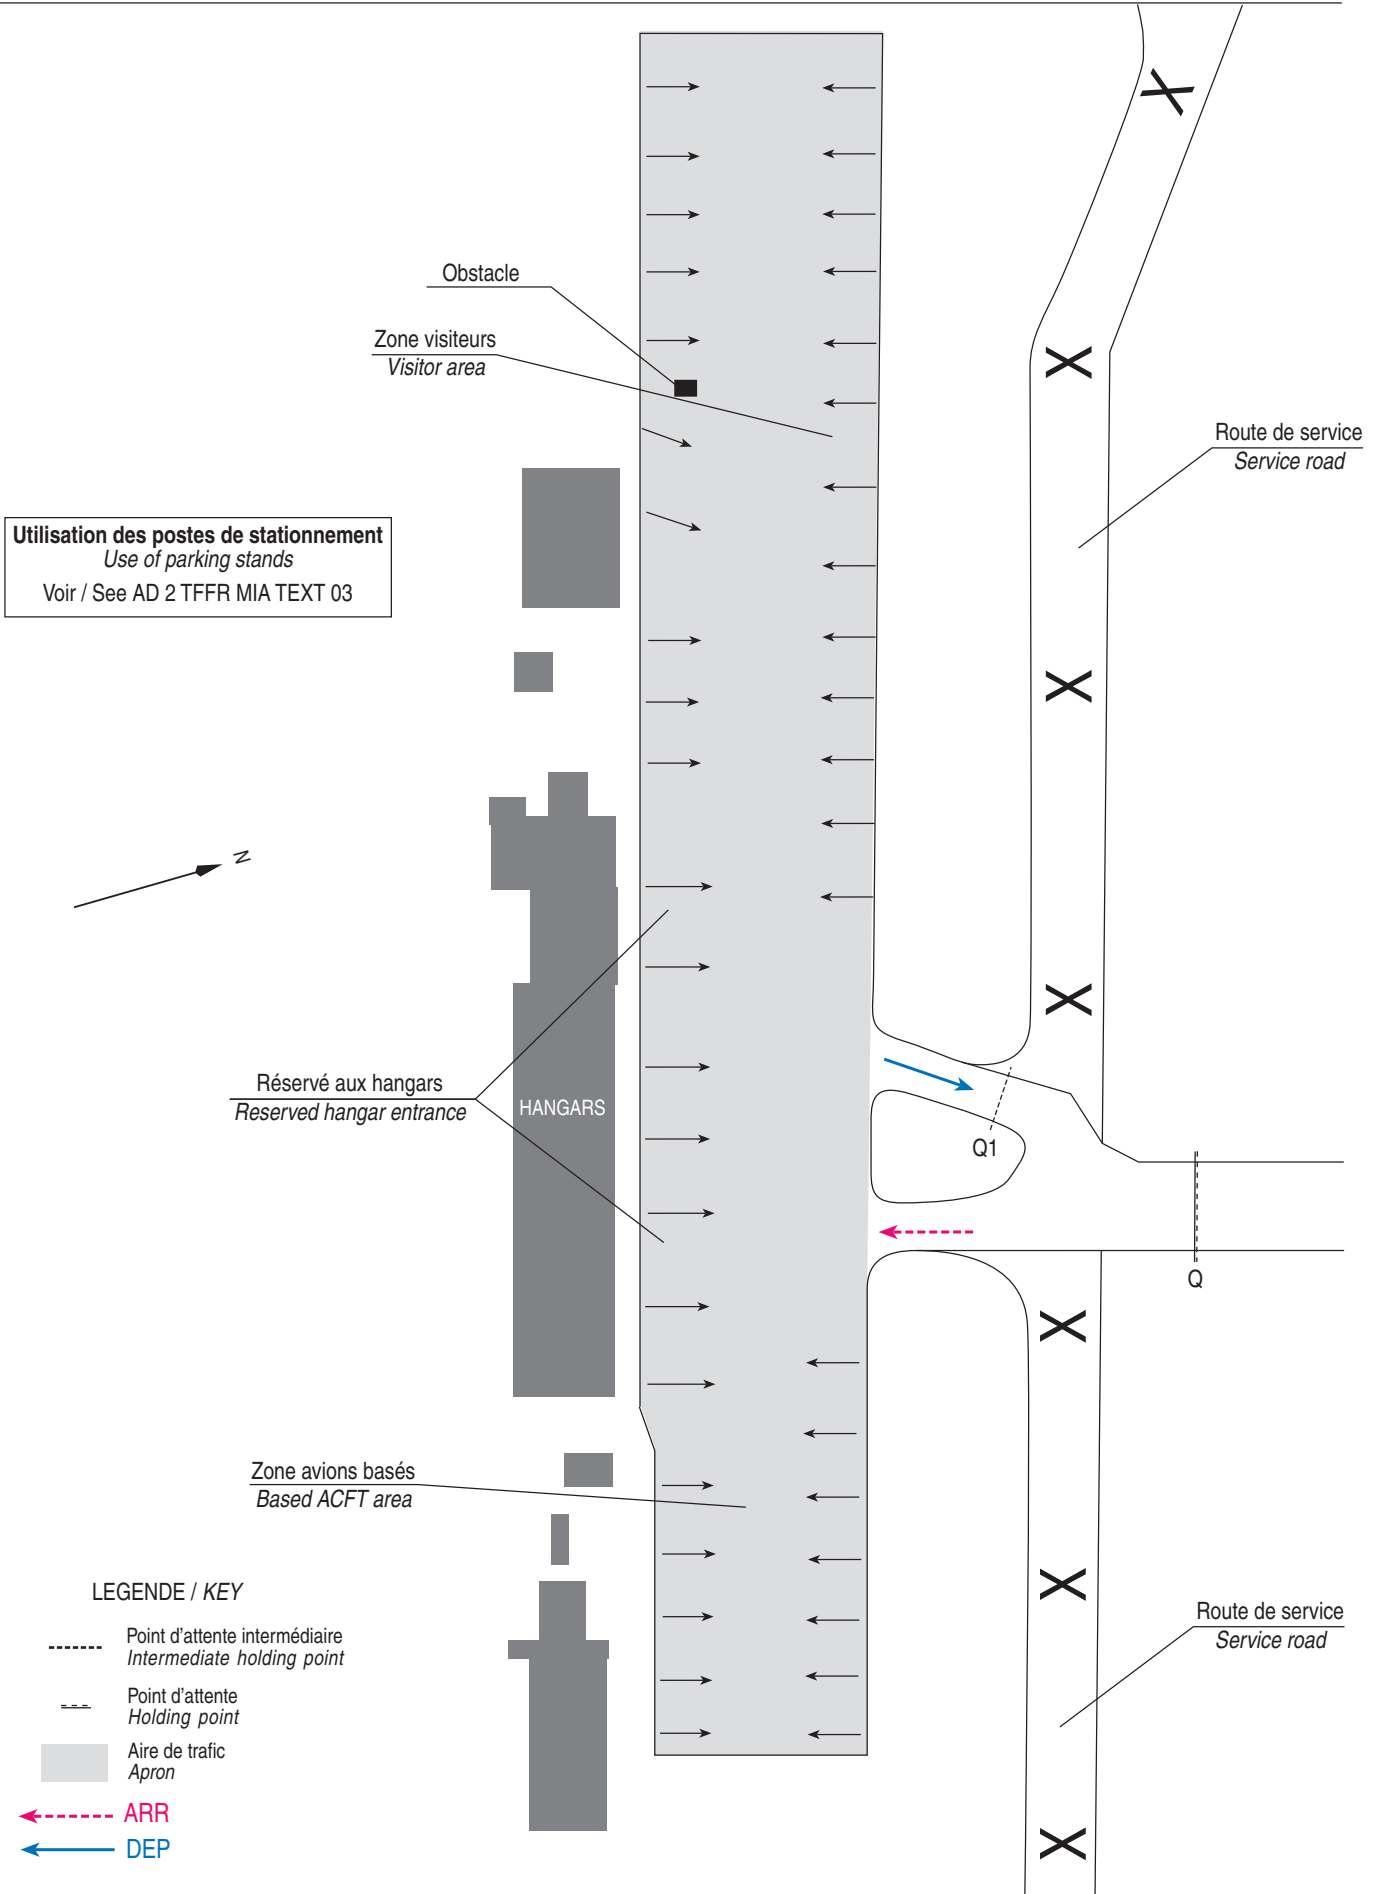 Obstacle
Zone visiteurs
Visitor area
Route de service
Service road
Utilisation des postes de stationnement
Use of parking stands
Voir / See AD 2 TFFR MIA TEXT 03
N
Réservé aux hangars
Reserved hangar entrance
HANGARS
Q1
Q
Zone avions basés
Based ACFT area
LEGENDE / KEY
Point d'attente intermédiaire
Intermediate holding point
Point d'attente
Holding point
Aire de trafic
Apron
ARR
DEP
Route de service
Service road